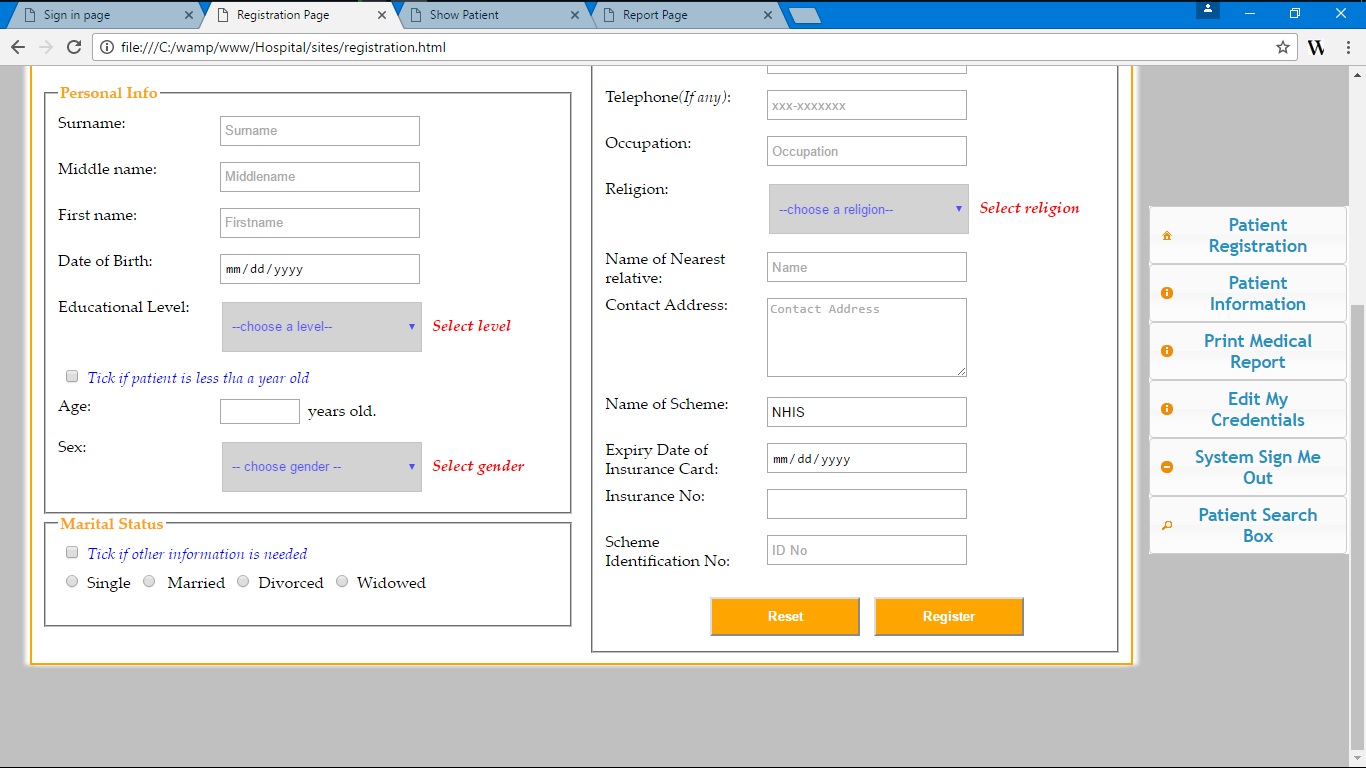 Sign in page
Registration Page
Show Patient
Report Page
file:///C:/wamp/www/Hospital/sites/registration.html
W
Personal Info
Surname:
Surname
Middle name:
Middlename
First name:
Firstname
Date of Birth:
mm/dd/yyyy
Educational Level:
--choose a level--
Select level
Tick if patient is less tha a year old
Age:
years old.
Sex:
-- choose gender --
Select gender
Marital Status
Tick if other information is needed
Single
Married
Divorced
Widowed
Telephone(If any):
xxx-xxxxxxx
Occupation:
Occupation
Religion:
--choose a religion--
Select religion
Name of Nearest
relative:
Name
Contact Address:
Contact Address
Name of Scheme:
NHIS
Expiry Date of
Insurance Card:
mm/dd/yyyy
Insurance No:
Scheme
Identification No:
ID No
Reset
Register
Patient
Registration
Patient
Information
Print Medical
Report
Edit My
Credentials
System Sign Me
Out
Patient Search
Box